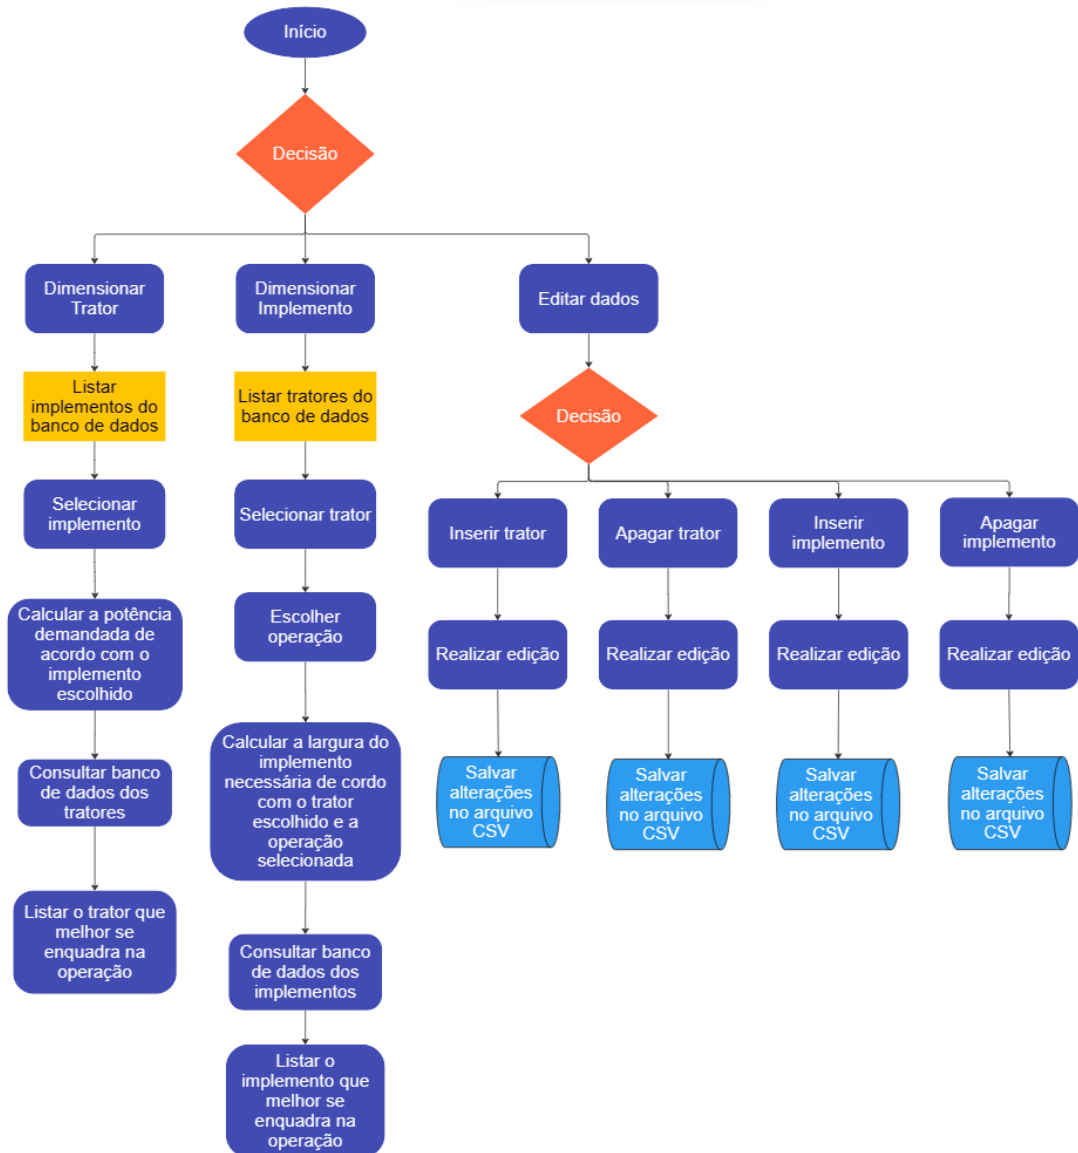 Início
Decisão
Dimensionar
Trator
Dimensionar
Implemento
Editar dados
Listar
implementos do
banco de dados
Listar tratores do
banco de dados
Decisão
Selecionar
implemento
Selecionar trator
Inserir trator
Apagar trator
Inserir
implemento
Apagar
implemento
Calcular a potência
demandada de
acordo com o
implemento
escolhido
Escolher
operação
Realizar edição
Realizar edição
Realizar edição
Realizar edição
Consultar banco
de dados dos
tratores
Calcular a largura do
implemento
necessária de cordo
com o trator
escolhido e a
operação
selecionada
Salvar
alterações
no arquivo
CSV
Salvar
alterações
no arquivo
CSV
Salvar
alterações
no arquivo
CSV
Salvar
alterações
no arquivo
CSV
Listar o trator que
melhor se
enquadra na
operação
Consultar banco
de dados dos
implementos
Listar o
implemento que
melhor se
enquadra na
operação